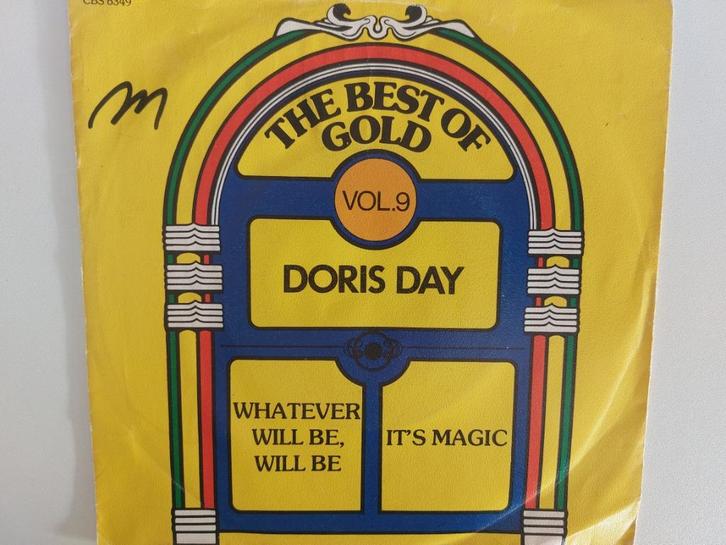 CBS 6349
m
THE BEST OF
GOLD
VOL.9
DORIS DAY
WHATEVER
WILL BE,
WILL BE
IT'S MAGIC